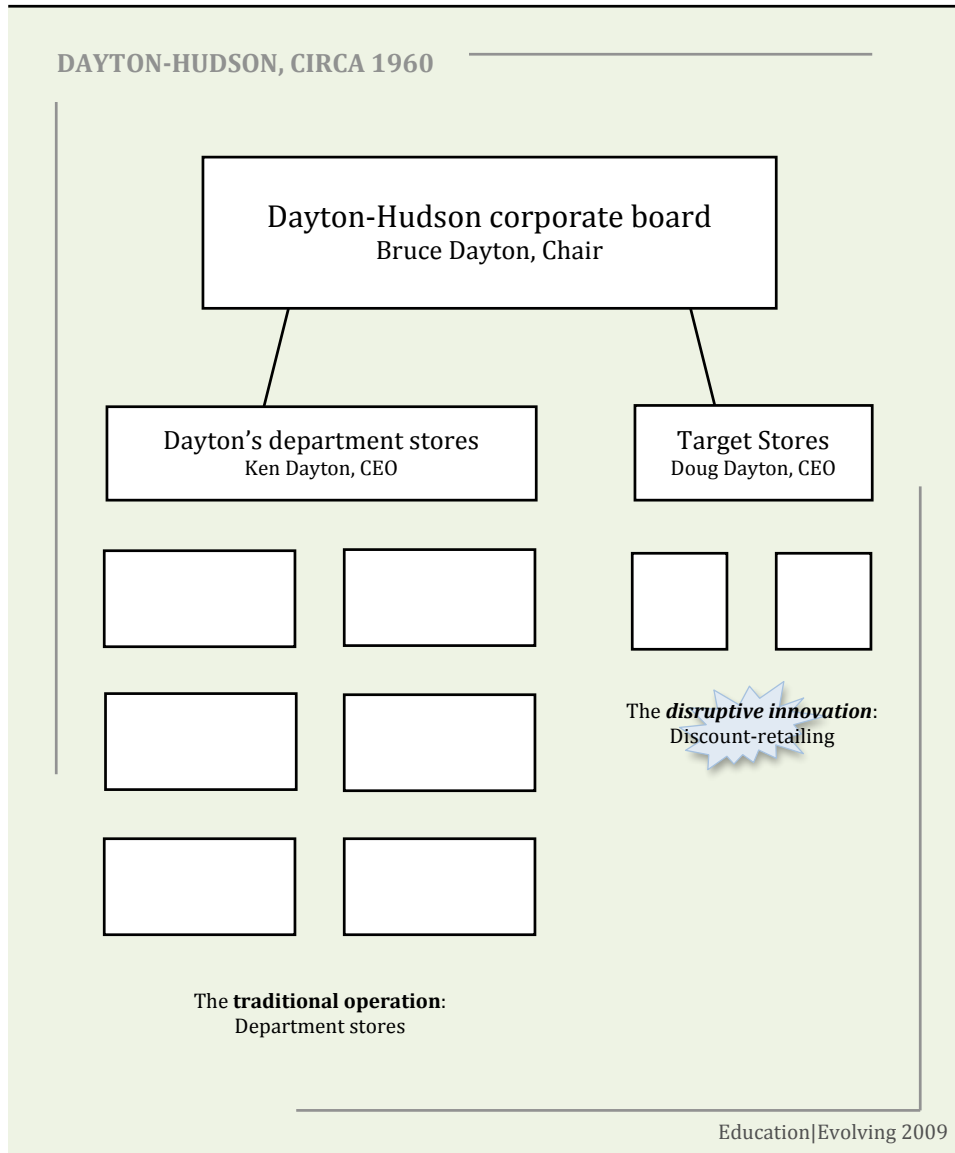 DAYTON-HUDSON, CIRCA 1960
Dayton-Hudson corporate board
Bruce Dayton, Chair
Dayton’s department stores
Ken Dayton, CEO
Target Stores
Doug Dayton, CEO
The disruptive innovation:
Discount-retailing
The traditional operation:
Department stores
Education|Evolving 2009